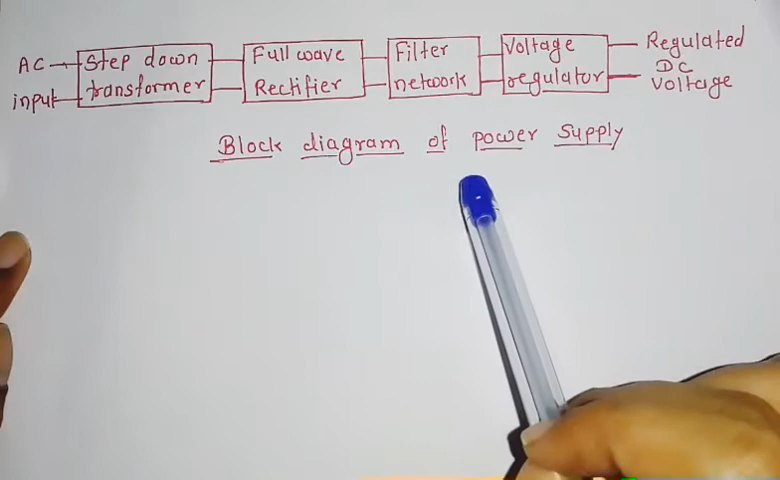 AC
input
Step down
transformer
Full wave
Rectifier
Filter
network
Voltage
regulator
Regulated
DC
Voltage
Block diagram of power Supply